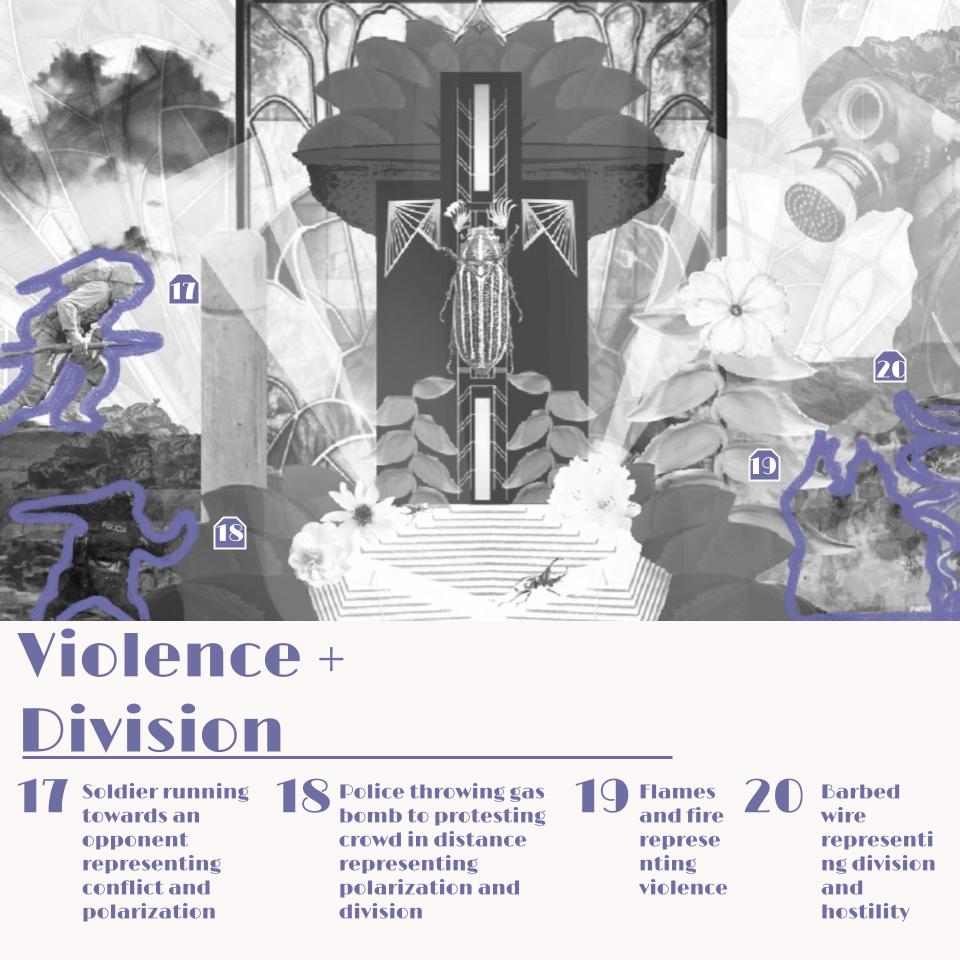 17
20
19
POLICIA
18
Violence +
Division
17 Soldier running
towards an
opponent
representing
conflict and
polarization
18 Police throwing gas
bomb to protesting
crowd in distance
representing
polarization and
division
19 Flames
and fire
represe
nting
violence
20 Barbed
wire
representi
ng division
and
hostility